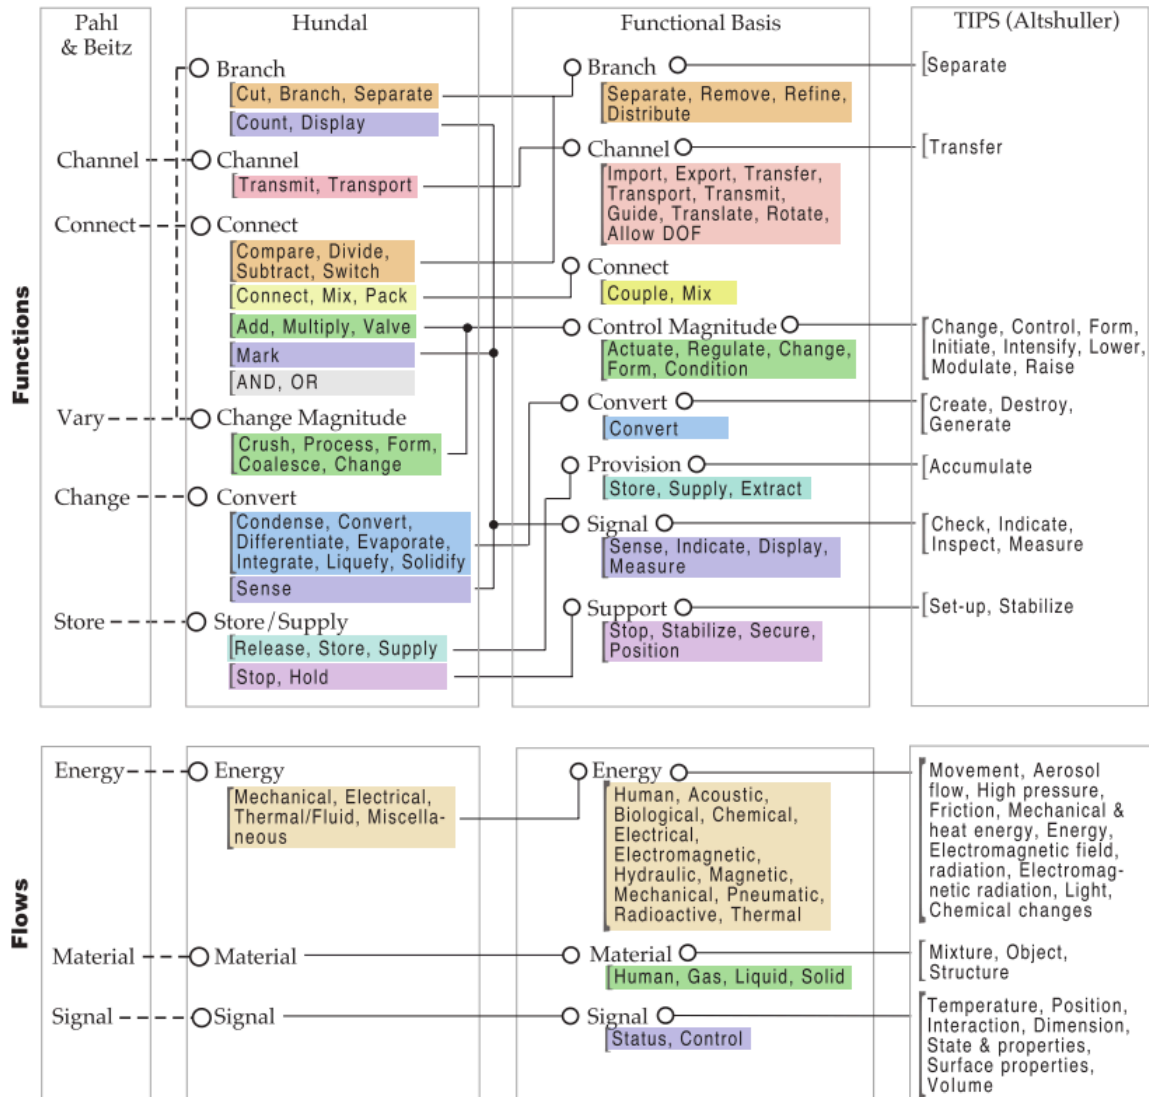 Pahl
& Beitz
Hundal
Functional Basis
TIPS (Altshuller)
Functions
Channel
Connect
Vary
Change
Store
Branch
Cut, Branch, Separate
Count, Display
Channel
Transmit, Transport
Connect
Compare, Divide,
Subtract, Switch
Connect, Mix, Pack
Add, Multiply, Valve
Mark
AND, OR
Change Magnitude
Crush, Process, Form,
Coalesce, Change
Convert
Condense, Convert,
Differentiate, Evaporate,
Integrate, Liquefy, Solidify
Sense
Store/Supply
Release, Store, Supply
Stop, Hold
Branch
Separate, Remove, Refine,
Distribute
Channel
Import, Export, Transfer,
Transport, Transmit,
Guide, Translate, Rotate,
Allow DOF
Connect
Couple, Mix
Control Magnitude
Actuate, Regulate, Change,
Form, Condition
Convert
Convert
Provision
Store, Supply, Extract
Signal
Sense, Indicate, Display,
Measure
Support
Stop, Stabilize, Secure,
Position
Separate
Transfer
Change, Control, Form,
Initiate, Intensify, Lower,
Modulate, Raise
Create, Destroy,
Generate
Accumulate
Check, Indicate,
Inspect, Measure
Set-up, Stabilize
Flows
Energy
Material
Signal
Energy
Mechanical, Electrical,
Thermal/Fluid, Miscella-
neous
Material
Signal
Energy
Human, Acoustic,
Biological, Chemical,
Electrical,
Electromagnetic,
Hydraulic, Magnetic,
Mechanical, Pneumatic,
Radioactive, Thermal
Material
Human, Gas, Liquid, Solid
Signal
Status, Control
Movement, Aerosol
flow, High pressure,
Friction, Mechanical &
heat energy, Energy,
Electromagnetic field,
radiation, Electromag-
netic radiation, Light,
Chemical changes
Mixture, Object,
Structure
Temperature, Position,
Interaction, Dimension,
State & properties,
Surface properties,
Volume